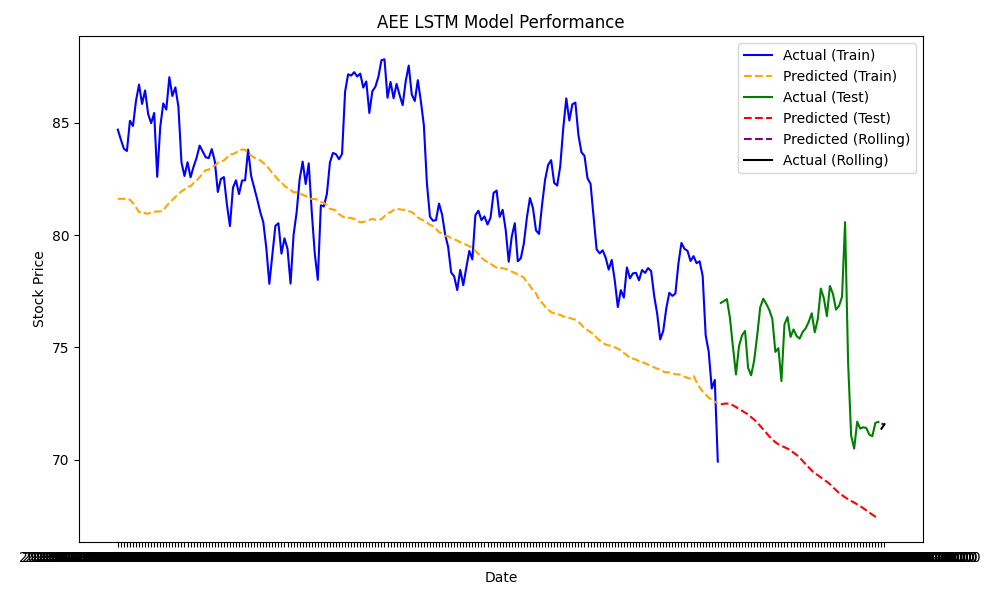 AEE LSTM Model Performance
Actual (Train)
Predicted (Train)
Actual (Test)
Predicted (Test)
Predicted (Rolling)
Actual (Rolling)
85
80
75
70
Stock Price
Date